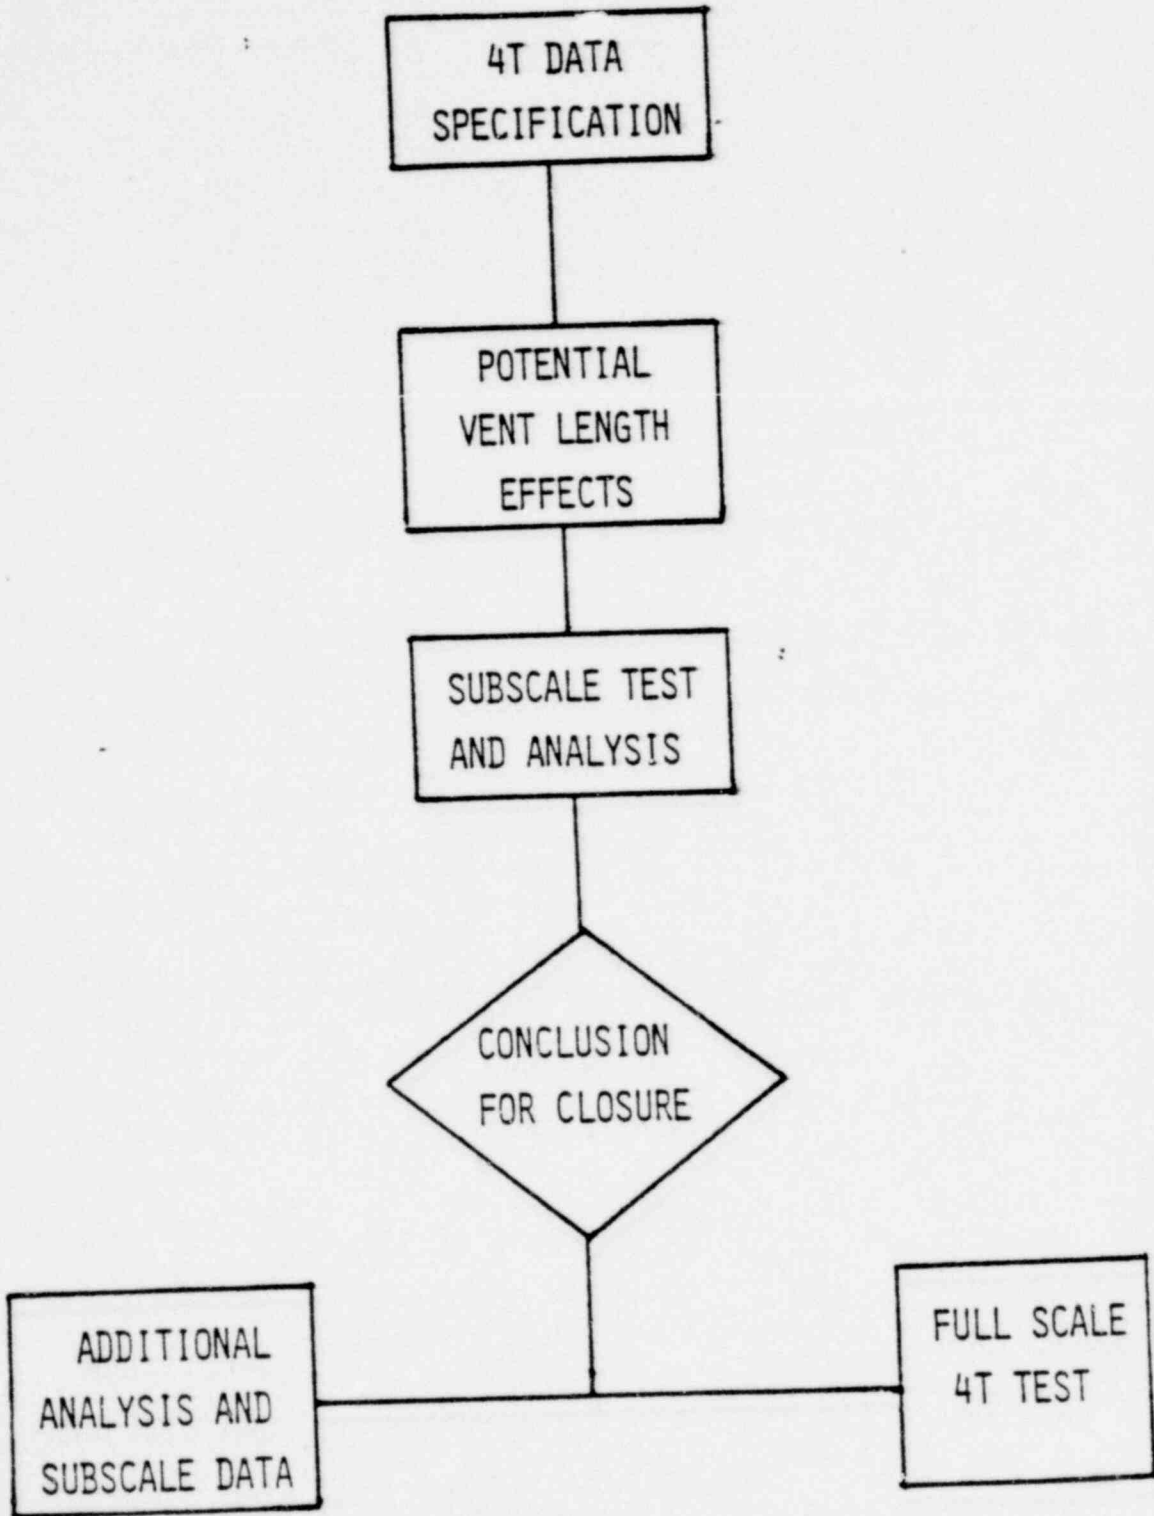 4T DATA
SPECIFICATION
POTENTIAL
VENT LENGTH
EFFECTS
SUBSCALE TEST
AND ANALYSIS
CONCLUSION
FOR CLOSURE
ADDITIONAL
ANALYSIS AND
SUBSCALE DATA
FULL SCALE
4T TEST